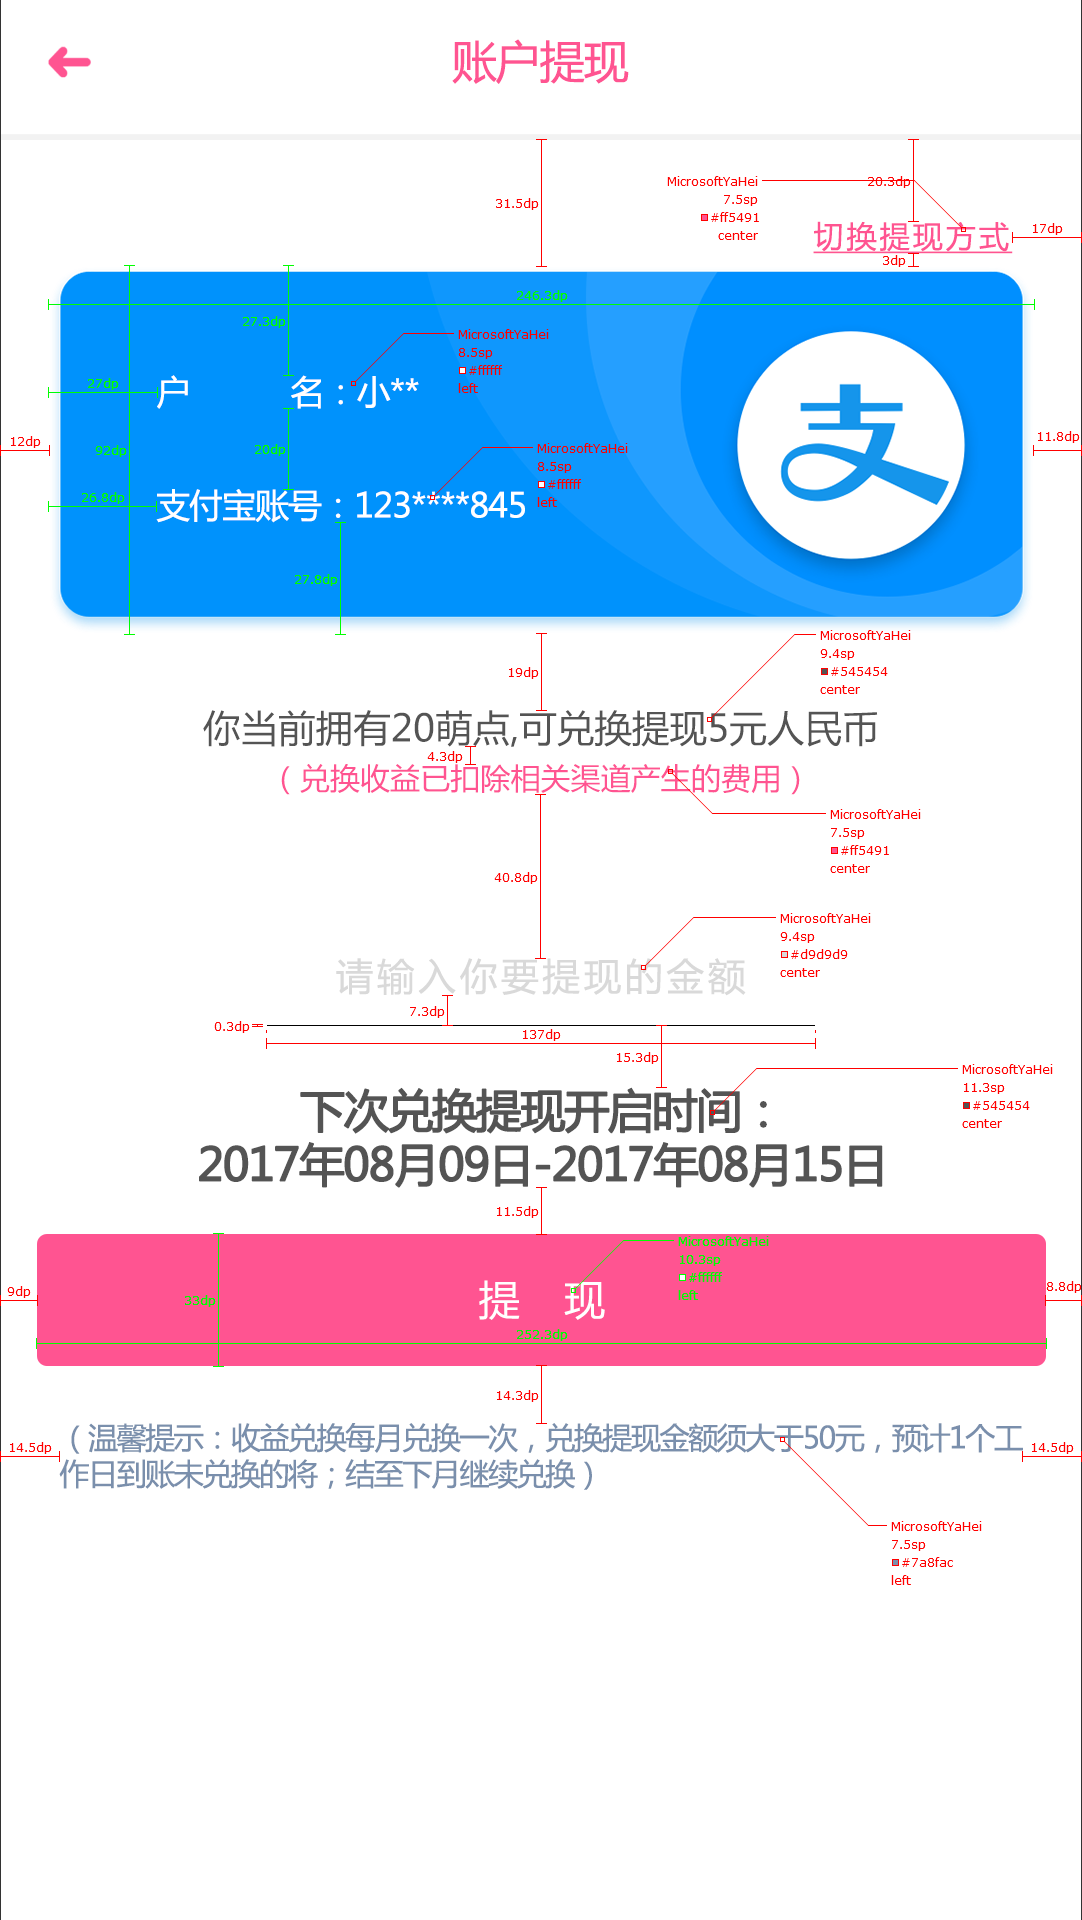 账户提现
31.5dp
MicrosoftYaHei
7.5sp
#ff5491
center
20.3dp
切换提现方式
17dp
3dp
246.3dp
27.3dp
MicrosoftYaHei
8.5sp
#ffffff
left
27dp
户 名：小**
12dp
92dp
20dp
11.8dp
MicrosoftYaHei
8.5sp
#ffffff
left
26.8dp
支付宝账号：123****845
27.8dp
MicrosoftYaHei
9.4sp
#545454
center
19dp
你当前拥有20萌点,可兑换提现5元人民币
4.3dp
（兑换收益已扣除相关渠道产生的费用）
MicrosoftYaHei
7.5sp
#ff5491
center
40.8dp
MicrosoftYaHei
9.4sp
#d9d9d9
center
请输入你要提现的金额
7.3dp
0.3dp
137dp
15.3dp
MicrosoftYaHei
11.3sp
#545454
center
下次兑换提现开启时间：
2017年08月09日-2017年08月15日
11.5dp
MicrosoftYaHei
#ffffff
left
9dp
33dp
提 现
8.8dp
252.3dp
14.3dp
（温馨提示：收益兑换每月兑换一次，兑换提现金额须大于50元，预计1个工
作日到账未兑换的将；结至下月继续兑换）
14.5dp
14.5dp
MicrosoftYaHei
7.5sp
#7a8fac
left